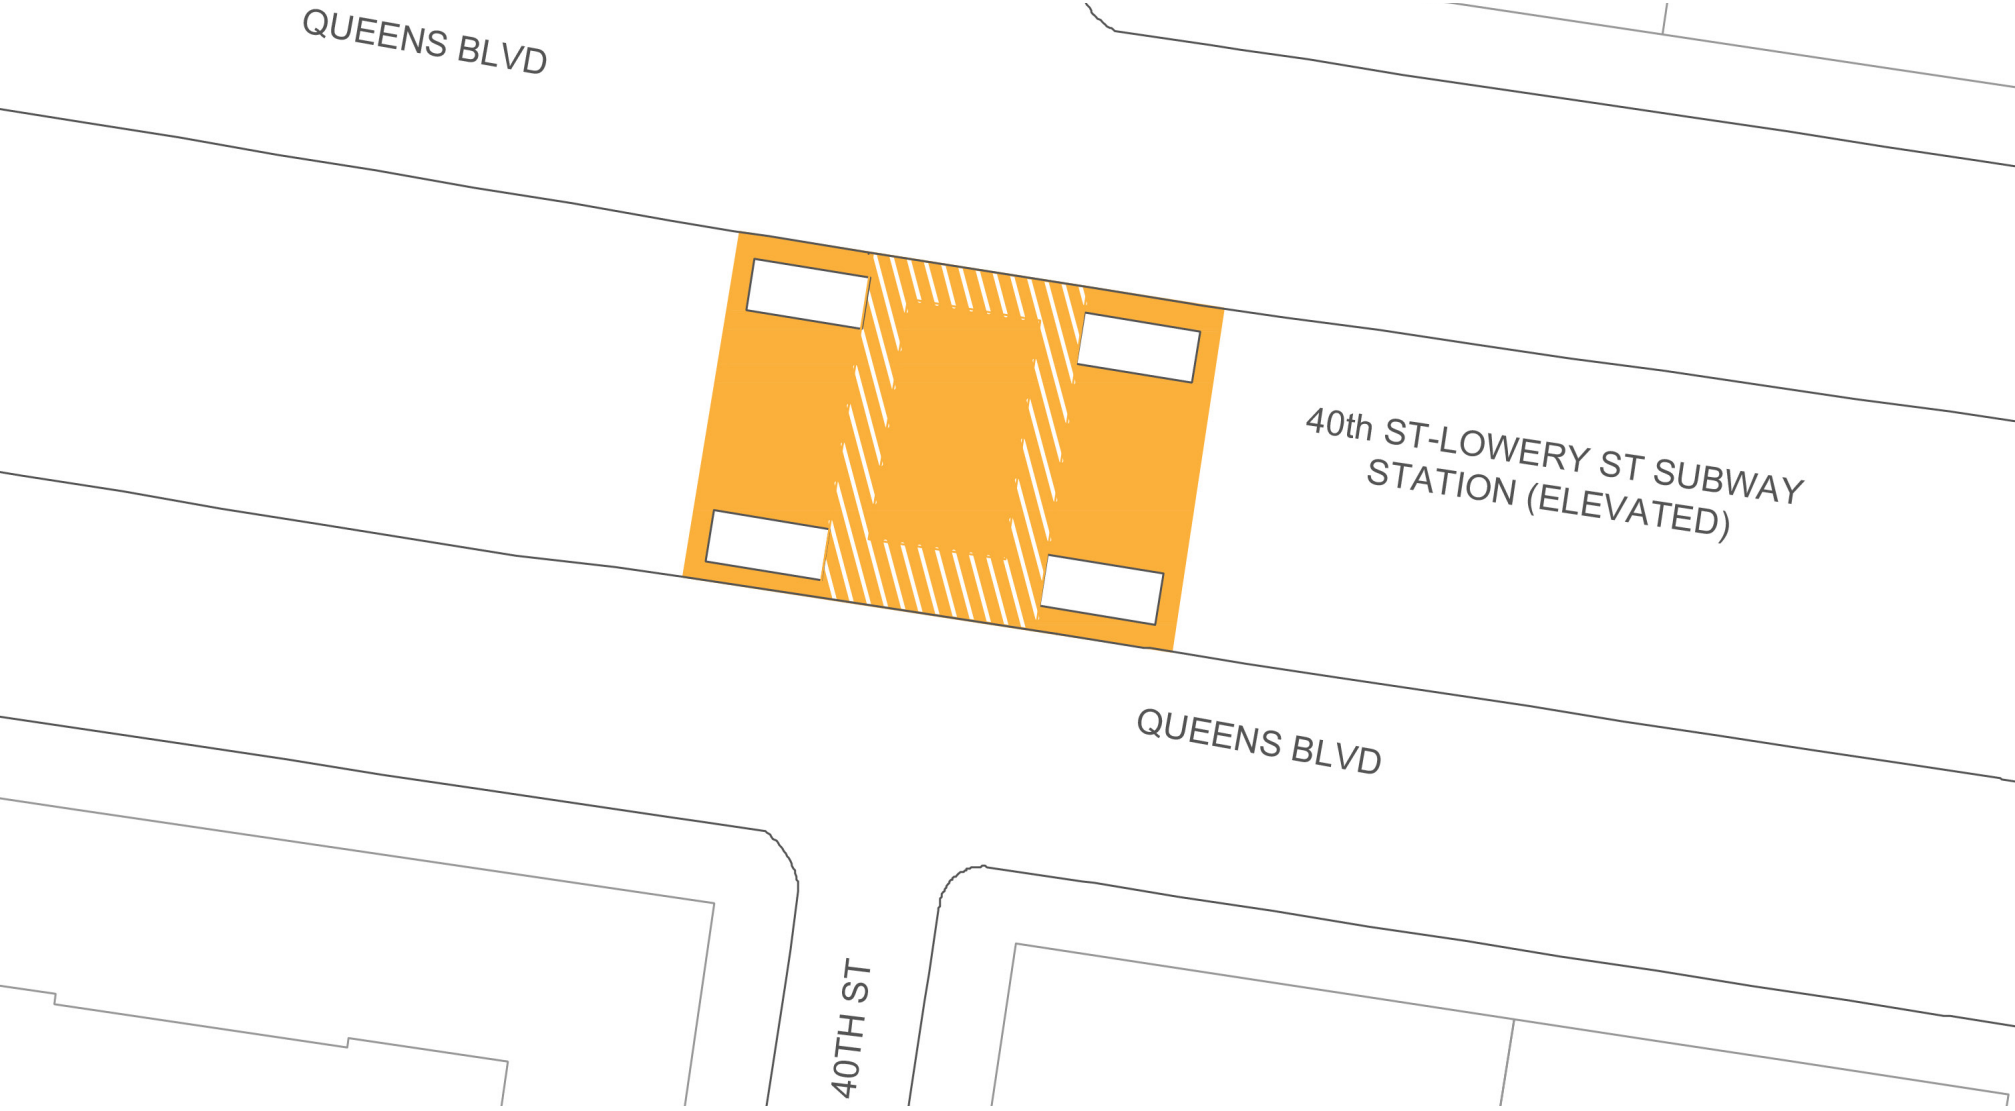 QUEENS BLVD
40th ST-LOWERY ST SUBWAY
STATION (ELEVATED)
QUEENS BLVD
40TH ST